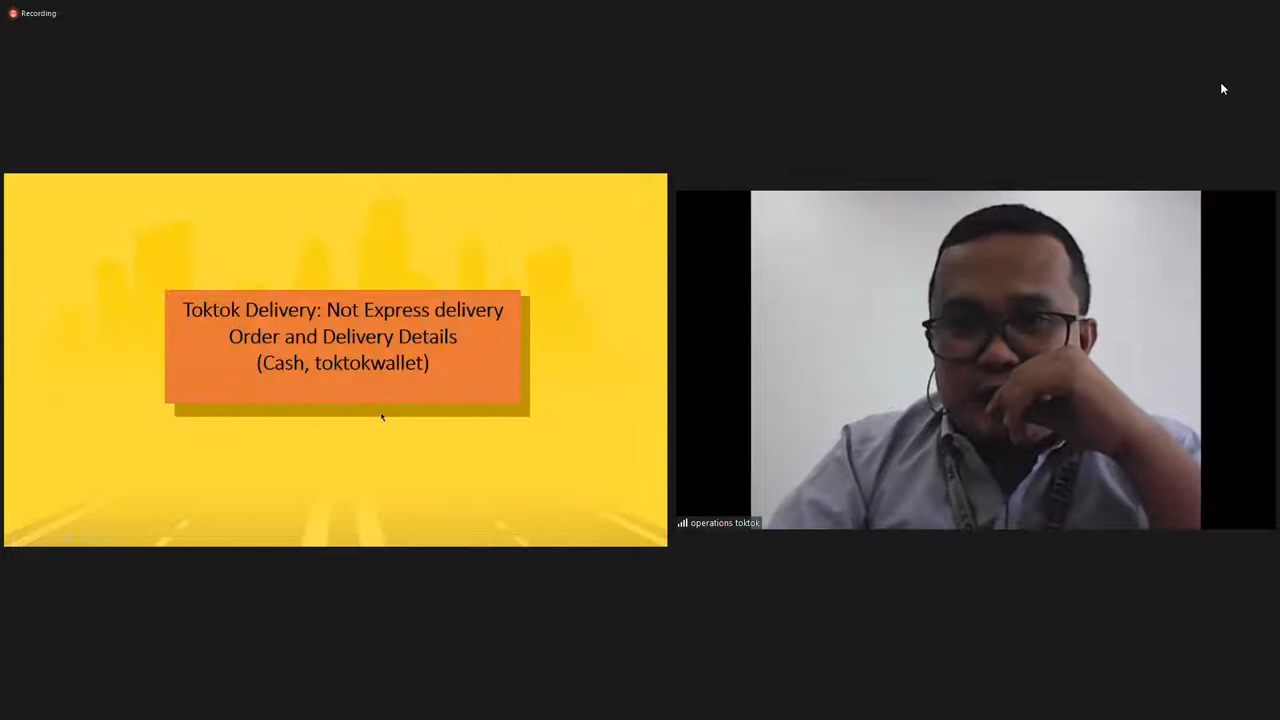 Recording
Toktok Delivery: Not Express delivery
Order and Delivery Details
(Cash, toktokwallet)
operations toktok